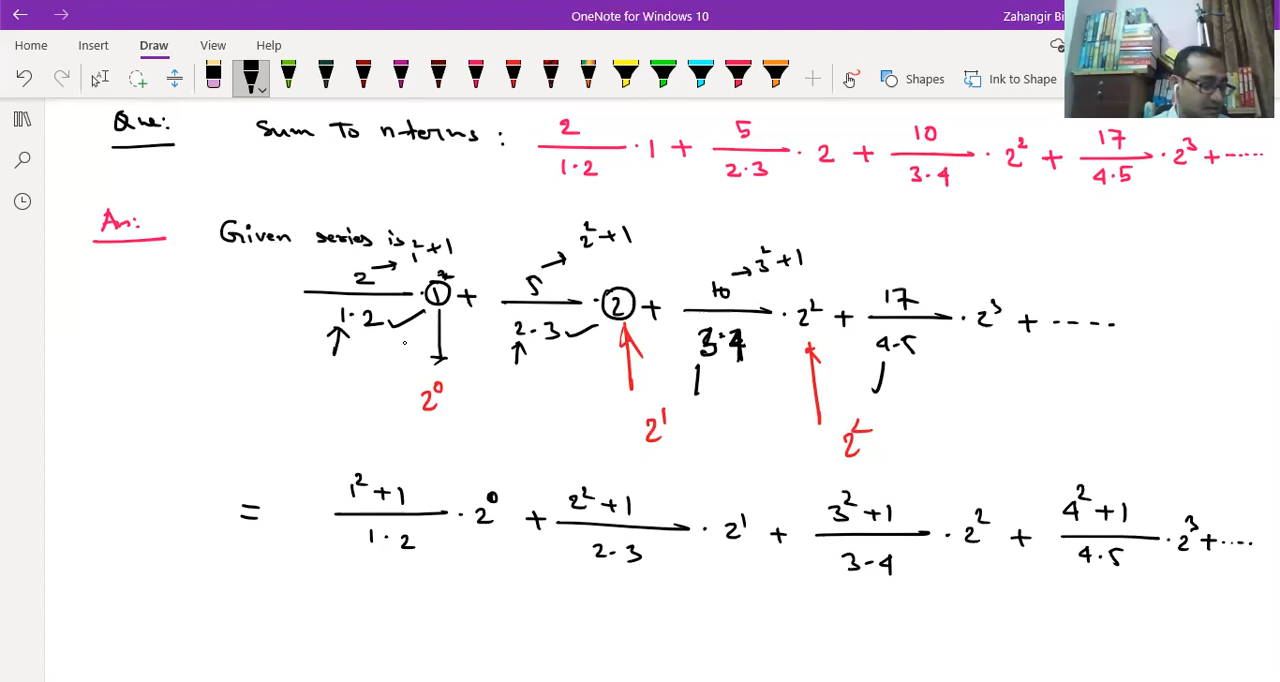 OneNote for Windows 10
Zahangir Bi
Home Insert Draw View Help
Shapes Ink to Shape
Que: Sum To n terms : 2/(1·2) · 1 + 5/(2·3) · 2 + 10/(3·4) · 2² + 17/(4·5) · 2³ + ·····
An: Given series is
1²+1 2²+1 3²+1
2/(1·2) · 1 + 5/(2·3) · 2 + 10/(3·4) · 2² + 17/(4·5) · 2³ + ····
2⁰ 2¹ 2²
= (1²+1)/(1·2) · 2⁰ + (2²+1)/(2·3) · 2¹ + (3²+1)/(3·4) · 2² + (4²+1)/(4·5) · 2³ + ····